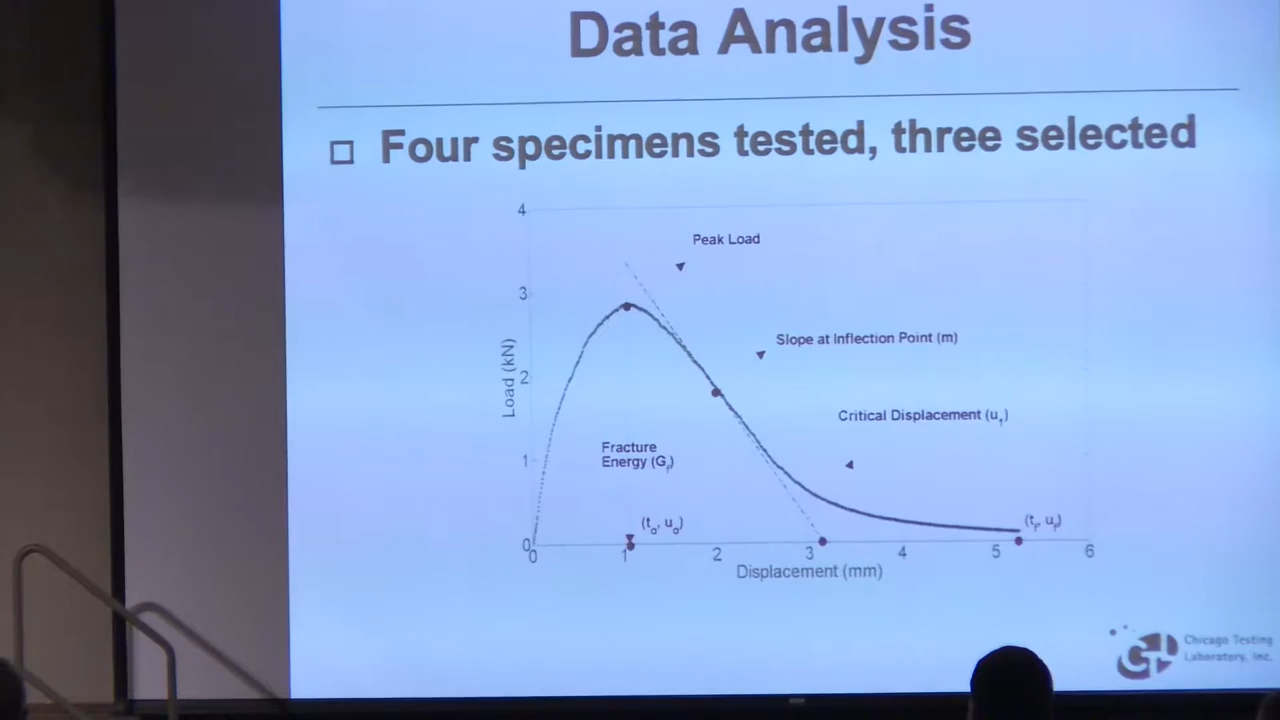 Data Analysis
Four specimens tested, three selected
4
Peak Load
3
Slope at Inflection Point (m)
Load (kN)
2
Critical Displacement (u₁)
Fracture
Energy (Gf)
1
(t₀, u₀)
(tf, uf)
0
0
1
2
3
4
5
6
Displacement (mm)
Chicago Testing
Laboratory, Inc.